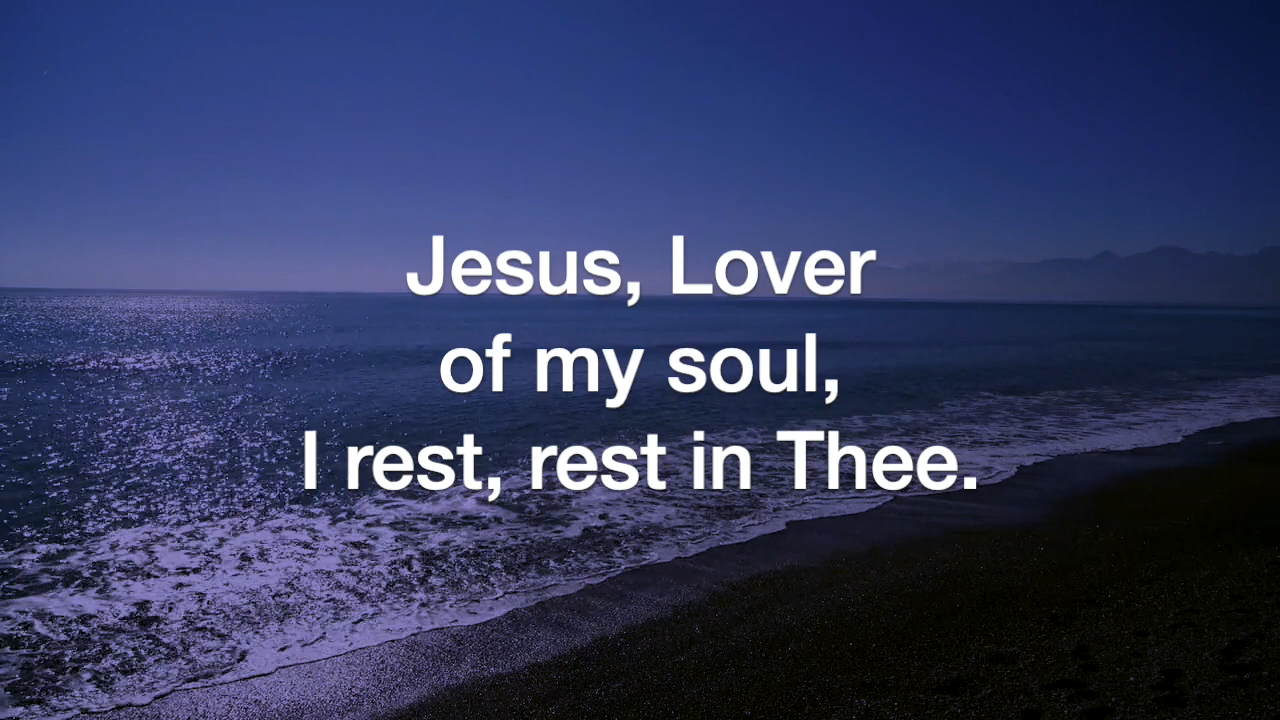 Jesus, Lover
of my soul,
I rest, rest in Thee.